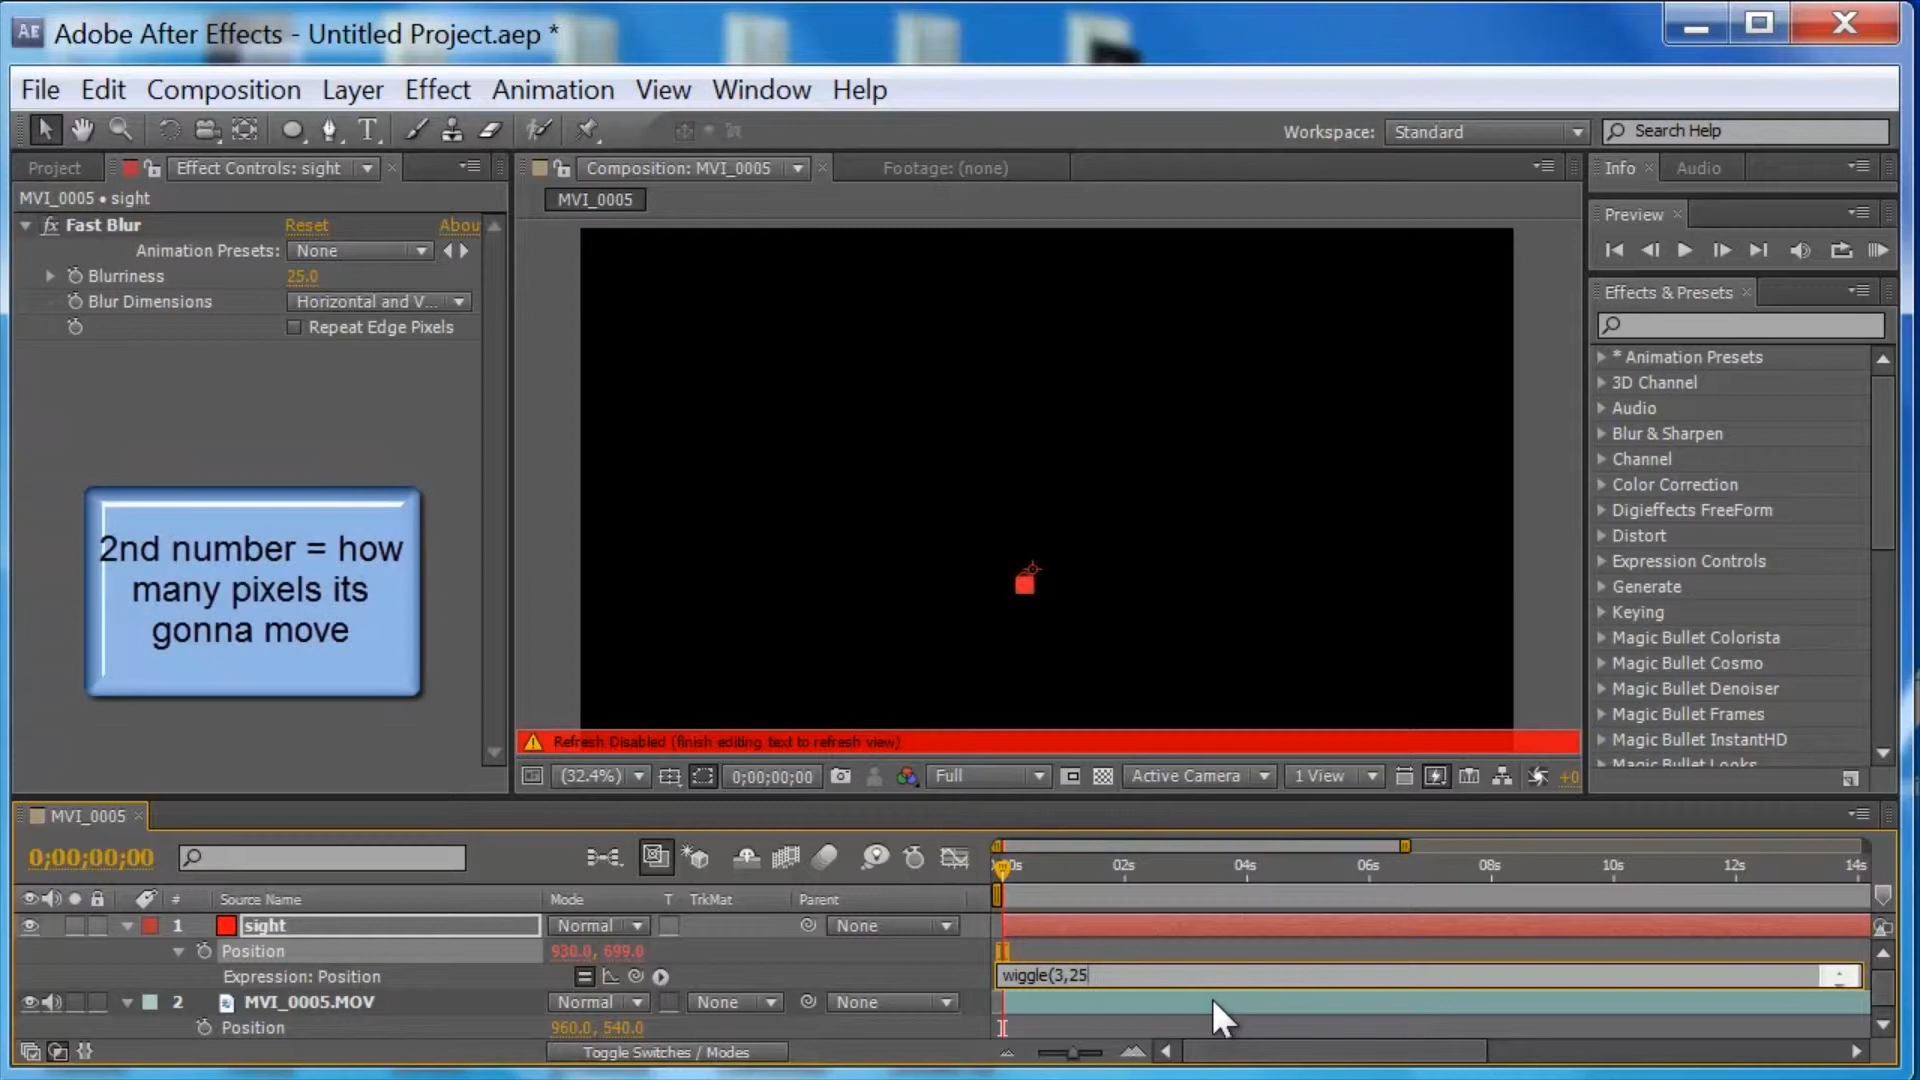 Adobe After Effects - Untitled Project.aep *
File Edit Composition Layer Effect Animation View Window Help
Workspace: Standard Search Help
Project Effect Controls: sight Composition: MVI_0005 Footage: (none) Info Audio
MVI_0005 • sight MVI_0005
fx Fast Blur Reset Abou
Animation Presets: None
Blurriness 25.0
Blur Dimensions Horizontal and V...
Repeat Edge Pixels
2nd number = how
many pixels its
gonna move
Refresh Disabled (finish editing text to refresh view)
(32.4%) 0;00;00;00 Full Active Camera 1 View +0
Preview
Effects & Presets
* Animation Presets
3D Channel
Audio
Blur & Sharpen
Channel
Color Correction
Digieffects FreeForm
Distort
Expression Controls
Generate
Keying
Magic Bullet Colorista
Magic Bullet Cosmo
Magic Bullet Denoiser
Magic Bullet Frames
Magic Bullet InstantHD
Magic Bullet Looks
MVI_0005
0;00;00;00 02s 04s 06s 08s 10s 12s 14s
# Source Name Mode T TrkMat Parent
1 sight Normal None
Position 930.0, 699.0
Expression: Position wiggle(3,25
2 MVI_0005.MOV Normal None None
Position 960.0, 540.0
Toggle Switches / Modes